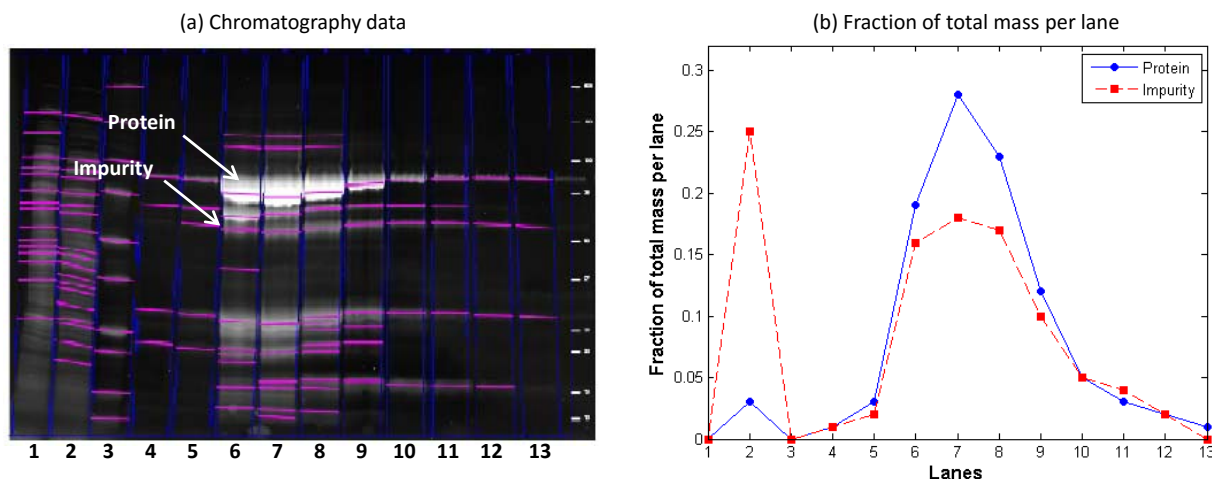 (a) Chromatography data
Protein
Impurity
1 2 3 4 5 6 7 8 9 10 11 12 13
(b) Fraction of total mass per lane
Fraction of total mass per lane
0.3
0.25
0.2
0.15
0.1
0.05
0
Protein
Impurity
1 2 3 4 5 6 7 8 9 10 11 12 13
Lanes